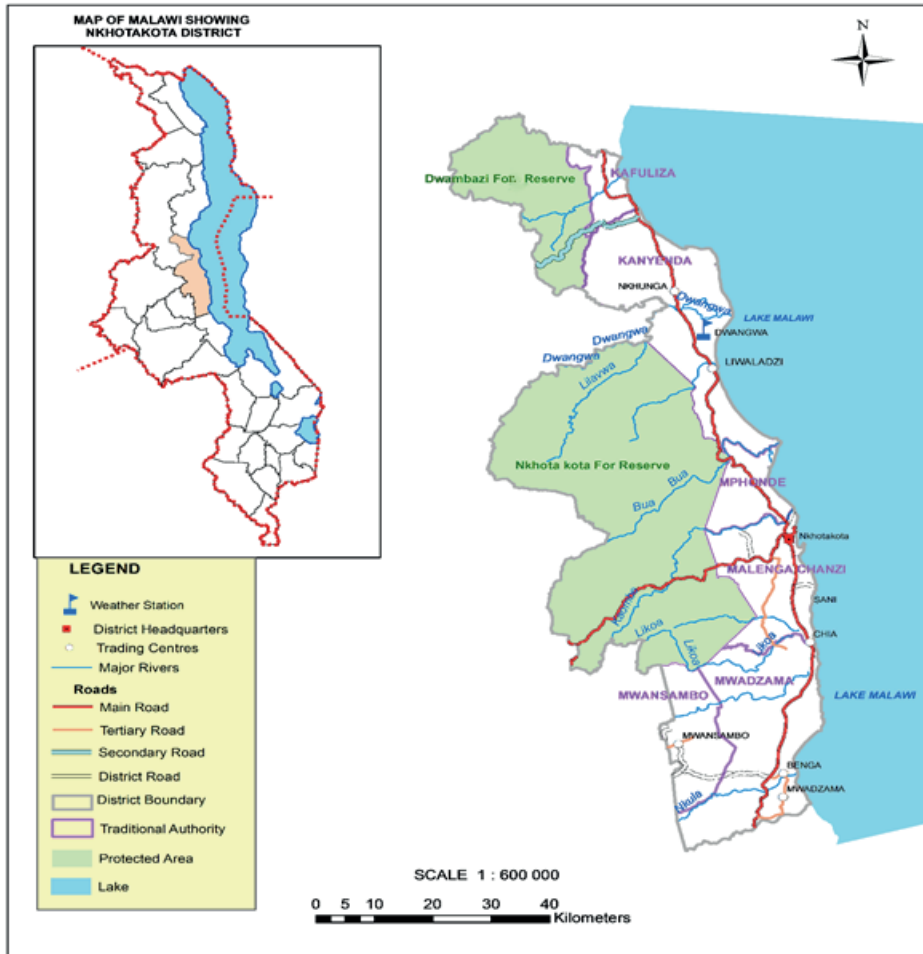 MAP OF MALAWI SHOWING
NKHOTAKOTA DISTRICT
N
KAFULIZA
Dwambazi For. Reserve
KANYENDA
NKHUNGA
Dwangwa
LAKE MALAWI
DWANGWA
Dwangwa
Dwangwa
LIWALADZI
Lilavwa
Nkhota kota For Reserve
MPHONDE
Bua
Bua
Nkhotakota
MALENGA CHANZI
Kaombe
SANI
Likoa
Likoa
CHIA
Likoa
MWADZAMA
MWANSAMBO
LAKE MALAWI
MWANSAMBO
BENGA
MWADZAMA
Nkula
LEGEND
Weather Station
District Headquarters
Trading Centres
Major Rivers
Roads
Main Road
Tertiary Road
Secondary Road
District Road
District Boundary
Traditional Authority
Protected Area
Lake
SCALE 1 : 600 000
0 5 10 20 30 40
Kilometers